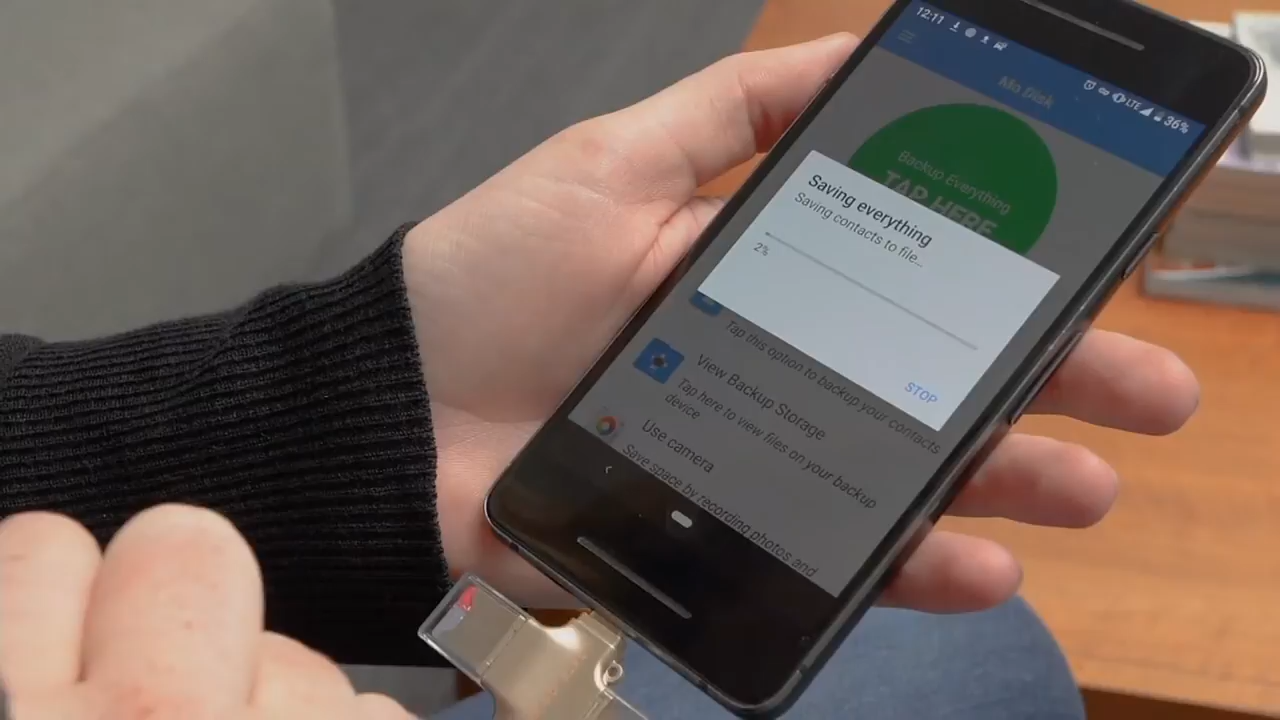 12:11
LTE 36%
Backup Everything
TAP HERE
Saving everything
Saving contacts to file..
2%
STOP
Tap this option to backup your contacts
View Backup Storage
Tap here to view files on your backup
device
Use camera
Save space by recording photos and